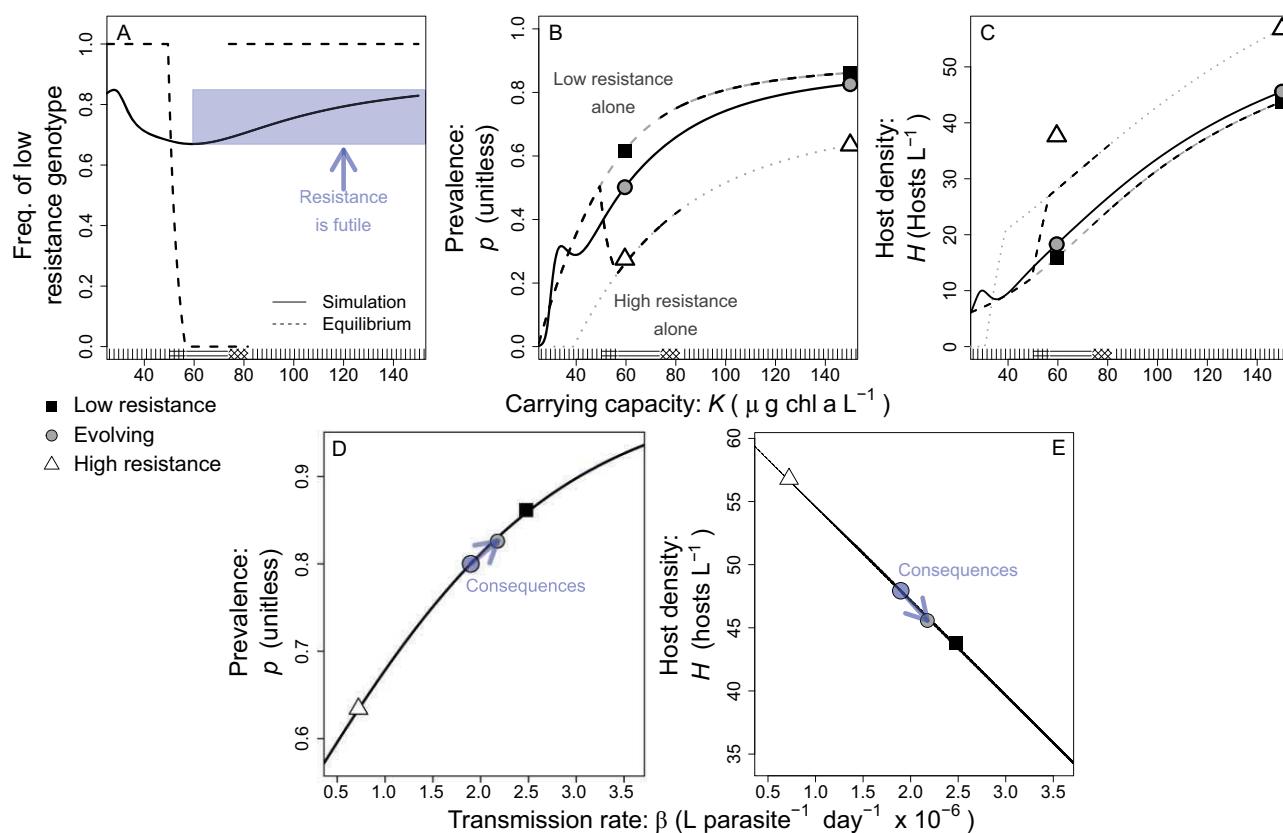 A
Freq. of low
resistance genotype
0.0 0.2 0.4 0.6 0.8 1.0
40 60 80 100 120 140
Resistance
is futile
Simulation
Equilibrium
B
Prevalence:
p (unitless)
0.0 0.2 0.4 0.6 0.8 1.0
40 60 80 100 120 140
Low resistance
alone
High resistance
alone
C
Host density:
H (Hosts L⁻¹)
0 10 20 30 40 50
40 60 80 100 120 140
Carrying capacity: K ( μ g chl a L⁻¹ )
Low resistance
Evolving
High resistance
D
Prevalence:
p (unitless)
0.6 0.7 0.8 0.9
0.5 1.0 1.5 2.0 2.5 3.0 3.5
Consequences
E
Host density:
H (hosts L⁻¹)
35 40 45 50 55 60
0.5 1.0 1.5 2.0 2.5 3.0 3.5
Consequences
Transmission rate: β (L parasite⁻¹ day⁻¹ x 10⁻⁶)